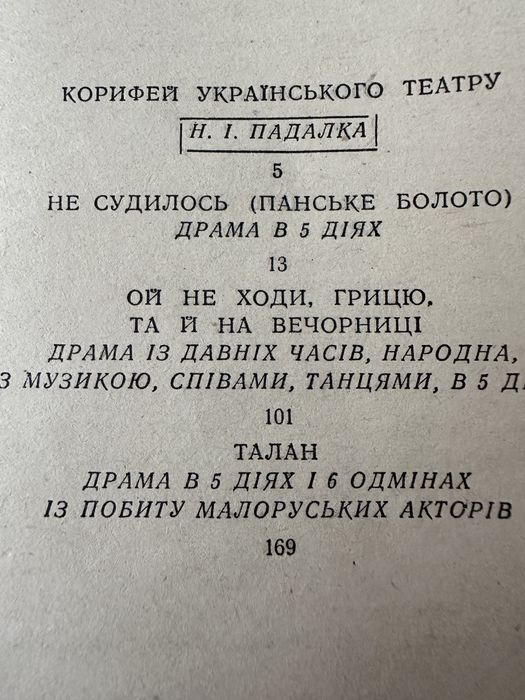 КОРИФЕЙ УКРАЇНСЬКОГО ТЕАТРУ
Н. І. ПАДАЛКА
5
НЕ СУДИЛОСЬ (ПАНСЬКЕ БОЛОТО)
ДРАМА В 5 ДІЯХ
13
ОЙ НЕ ХОДИ, ГРИЦЮ,
ТА Й НА ВЕЧОРНИЦІ
ДРАМА ІЗ ДАВНІХ ЧАСІВ, НАРОДНА,
З МУЗИКОЮ, СПІВАМИ, ТАНЦЯМИ, В 5
101
ТАЛАН
ДРАМА В 5 ДІЯХ І 6 ОДМІНАХ
ІЗ ПОБИТУ МАЛОРУСЬКИХ АКТОРІВ
169